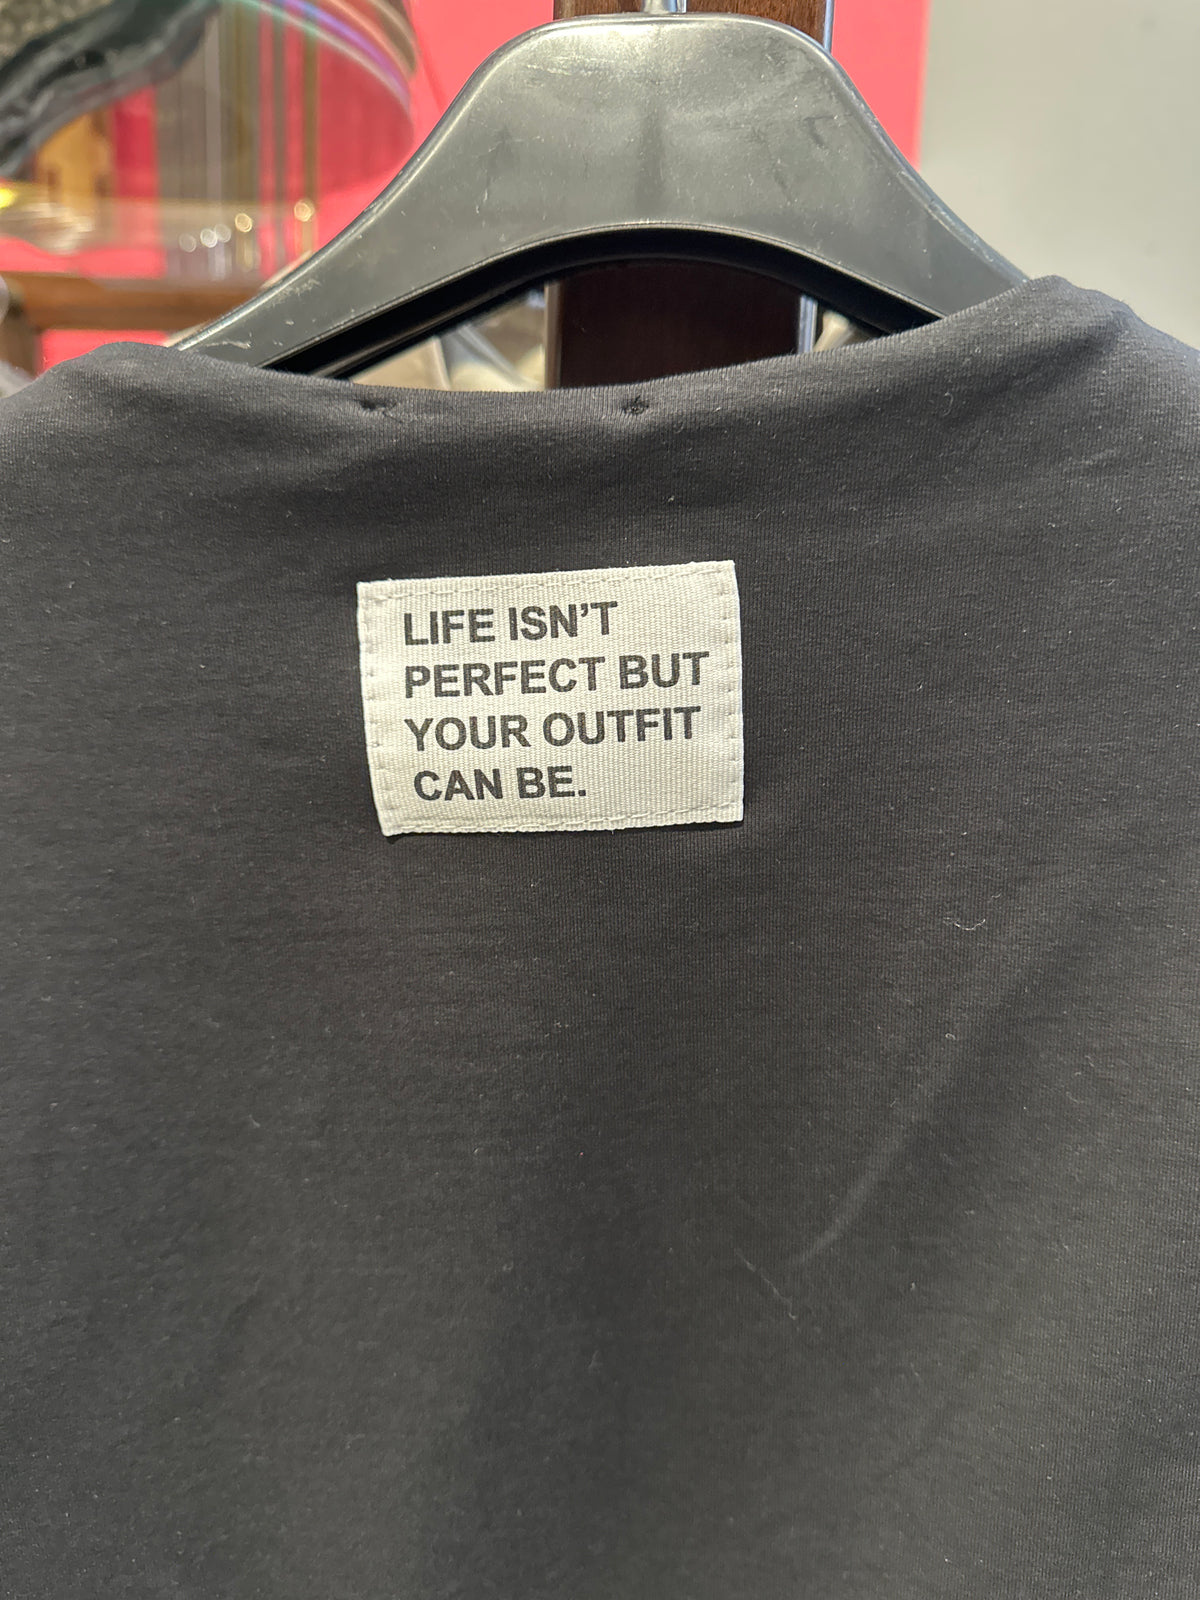 LIFE ISN’T
PERFECT BUT
YOUR OUTFIT
CAN BE.